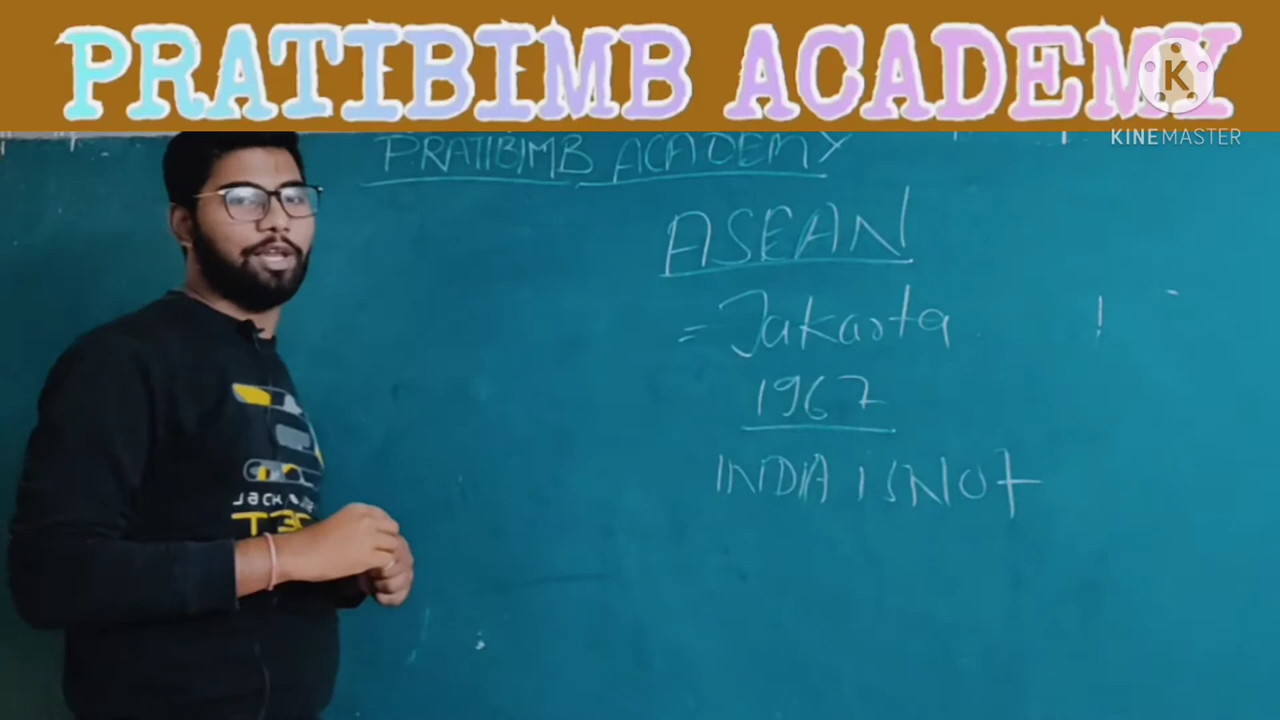 PRATIBIMB ACADEMY
K
KINEMASTER
PRATIBIMB ACADEMY
ASEAN
= Jakarta
1967
INDIA is Not